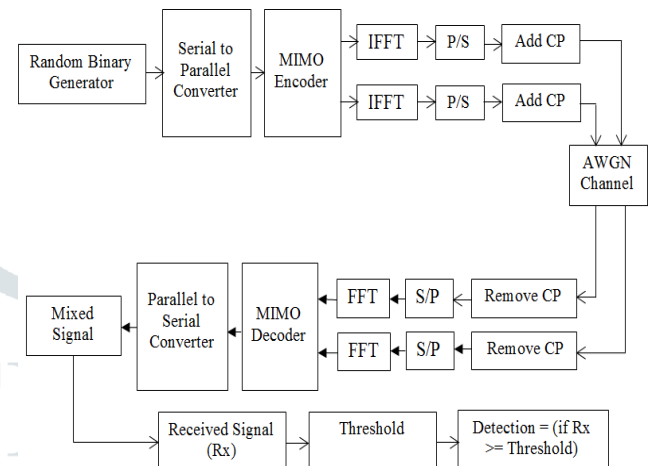 Random Binary
Generator
Serial to
Parallel
Converter
MIMO
Encoder
IFFT
P/S
Add CP
IFFT
P/S
Add CP
AWGN
Channel
Mixed
Signal
Parallel to
Serial
Converter
MIMO
Decoder
FFT
S/P
Remove CP
FFT
S/P
Remove CP
Received Signal
(Rx)
Threshold
Detection = (if Rx
>= Threshold)